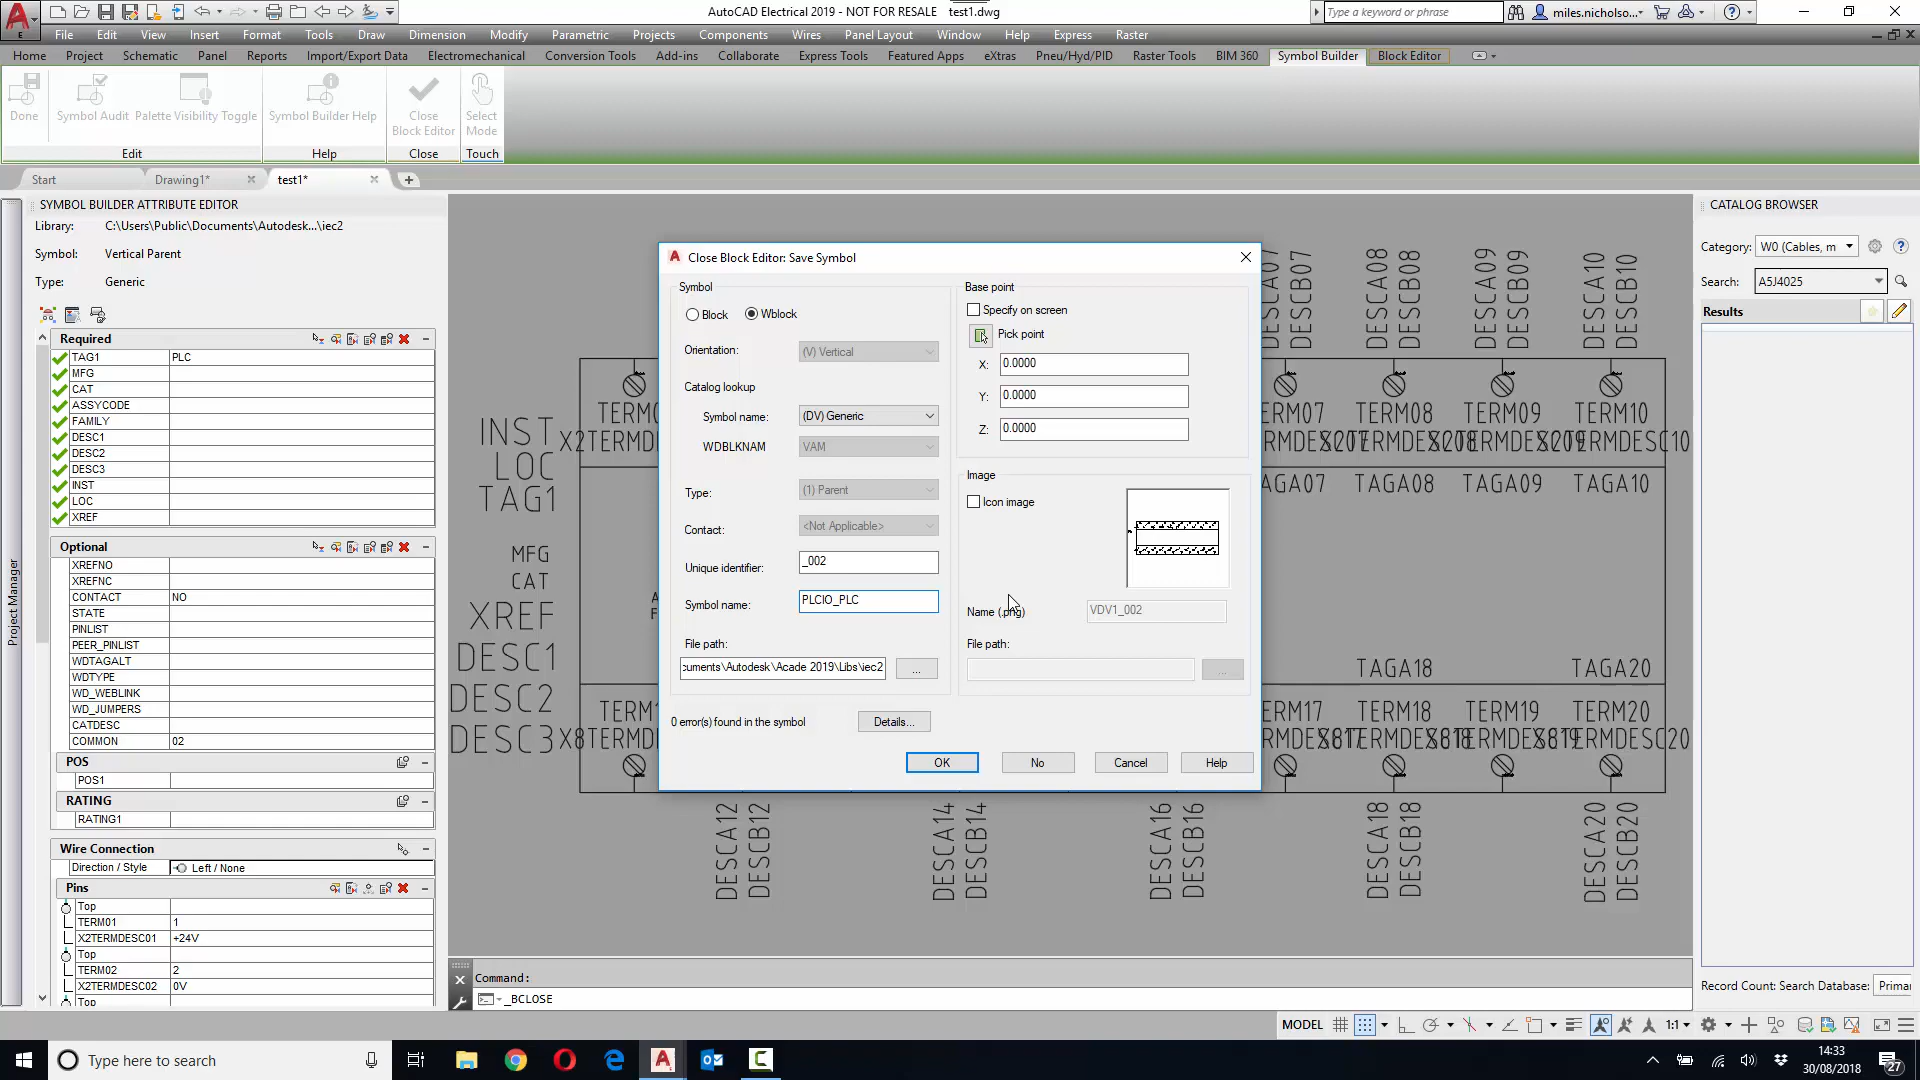 AutoCAD Electrical 2019 - NOT FOR RESALE    test1.dwg
Type a keyword or phrase
miles.nicholso...
File Edit View Insert Format Tools Draw Dimension Modify Parametric Projects Components Wires Panel Layout Window Help Express Raster
Home Project Schematic Panel Reports Import/Export Data Electromechanical Conversion Tools Add-ins Collaborate Express Tools Featured Apps eXtras Pneu/Hyd/PID Raster Tools BIM 360 Symbol Builder Block Editor
Done Symbol Audit Palette Visibility Toggle Symbol Builder Help Close Block Editor Select Mode
Edit Help Close Touch
Start Drawing1* test1*
Project Manager
SYMBOL BUILDER ATTRIBUTE EDITOR
Library: C:\Users\Public\Documents\Autodesk...\iec2
Symbol: Vertical Parent
Type: Generic
Required
TAG1 PLC
MFG
CAT
ASSYCODE
FAMILY
DESC1
DESC2
DESC3
INST
LOC
XREF
Optional
XREFNO
XREFNC
CONTACT NO
STATE
PINLIST
PEER_PINLIST
WDTAGALT
WDTYPE
WD_WEBLINK
WD_JUMPERS
CATDESC
COMMON 02
POS
POS1
RATING
RATING1
Wire Connection
Direction / Style Left / None
Pins
Top
TERM01 1
X2TERMDESC01 +24V
Top
TERM02 2
X2TERMDESC02 0V
Top
INST
LOC
TAG1
MFG
CAT
XREF
DESC1
DESC2
DESC3
DESCB07 DESCA08 DESCB08 DESCA09 DESCB09 DESCA10 DESCB10
TERM07 TERM08 TERM09 TERM10
TAGA08 TAGA09 TAGA10
TAGA18 TAGA20
TERM18 TERM19 TERM20
DESCA12 DESCB12 DESCA14 DESCB14 DESCA16 DESCB16 DESCA18 DESCB18 DESCA20 DESCB20
Close Block Editor: Save Symbol
Symbol
Block Wblock
Orientation: (V) Vertical
Catalog lookup
Symbol name: (DV) Generic
WDBLKNAM VAM
Type: (1) Parent
Contact: <Not Applicable>
Unique identifier: _002
Symbol name: PLCIO_PLC
File path:
cuments\Autodesk\Acade 2019\Libs\iec2 ...
Base point
Specify on screen
Pick point
X: 0.0000
Y: 0.0000
Z: 0.0000
Image
Icon image
Name (.png) VDV1_002
File path:
...
0 error(s) found in the symbol Details...
OK No Cancel Help
Command:
_BCLOSE
CATALOG BROWSER
Category: W0 (Cables, m
Search: A5J4025
Results
Record Count: Search Database: Primar
MODEL 1:1
Type here to search
14:33
30/08/2018
27